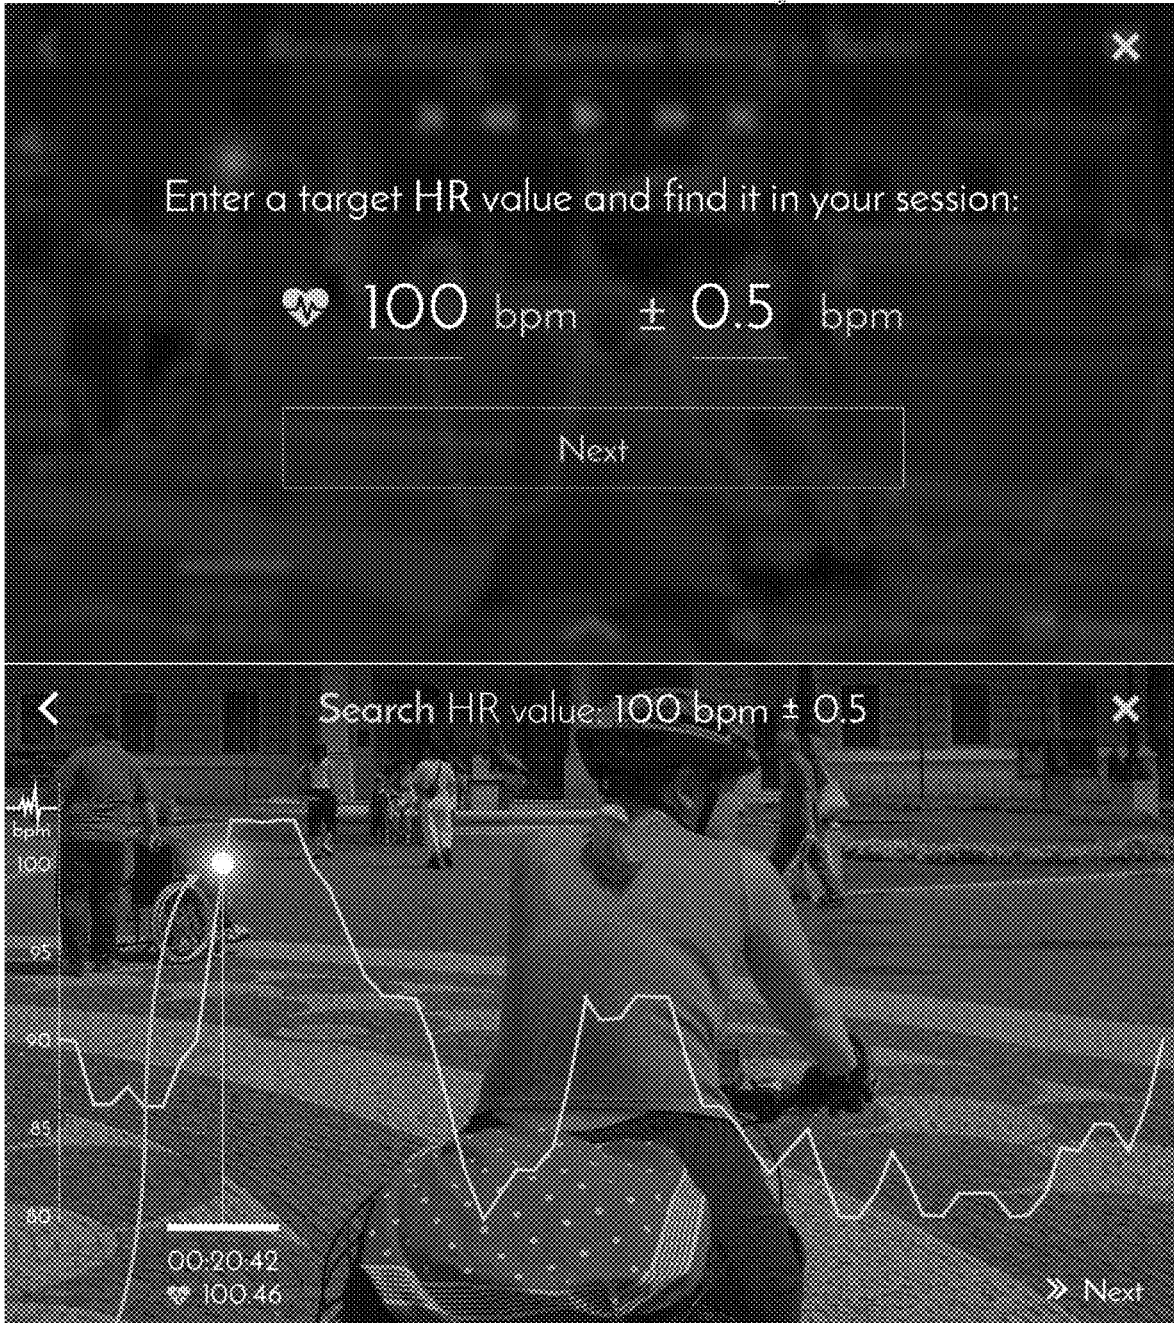 Enter a target HR value and find it in your session:
100 bpm ± 0.5 bpm
Next
Search HR value: 100 bpm ± 0.5
bpm
100
95
90
85
80
00:20:42
100.46
Next